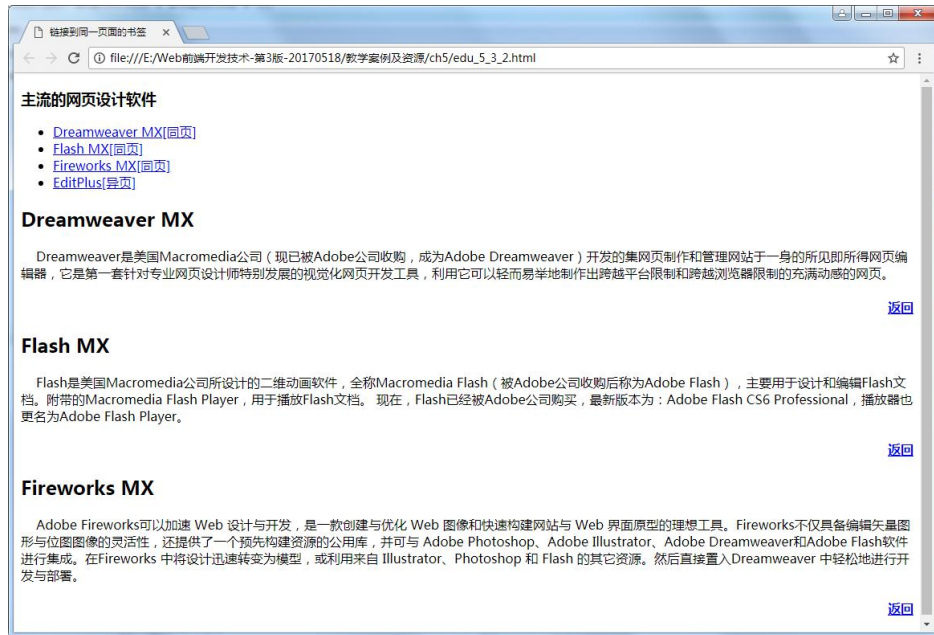 链接到同一页面的书签
file:///E:/Web前端开发技术-第3版-20170518/教学案例及资源/ch5/edu_5_3_2.html
主流的网页设计软件
Dreamweaver MX[同页]
Flash MX[同页]
Fireworks MX[同页]
EditPlus[异页]
Dreamweaver MX
Dreamweaver是美国Macromedia公司（现已被Adobe公司收购，成为Adobe Dreamweaver）开发的集网页制作和管理网站于一身的所见即所得网页编
辑器，它是第一套针对专业网页设计师特别发展的视觉化网页开发工具，利用它可以轻而易举地制作出跨越平台限制和跨越浏览器限制的充满动感的网页。
返回
Flash MX
Flash是美国Macromedia公司所设计的二维动画软件，全称Macromedia Flash（被Adobe公司收购后称为Adobe Flash），主要用于设计和编辑Flash文
档。附带的Macromedia Flash Player，用于播放Flash文档。 现在，Flash已经被Adobe公司购买，最新版本为：Adobe Flash CS6 Professional，播放器也
更名为Adobe Flash Player。
返回
Fireworks MX
Adobe Fireworks可以加速 Web 设计与开发，是一款创建与优化 Web 图像和快速构建网站与 Web 界面原型的理想工具。Fireworks不仅具备编辑矢量图
形与位图图像的灵活性，还提供了一个预先构建资源的公用库，并可与 Adobe Photoshop、Adobe Illustrator、Adobe Dreamweaver和Adobe Flash软件
进行集成。在Fireworks 中将设计迅速转变为模型，或利用来自 Illustrator、Photoshop 和 Flash 的其它资源。然后直接置入Dreamweaver 中轻松地进行开
发与部署。
返回